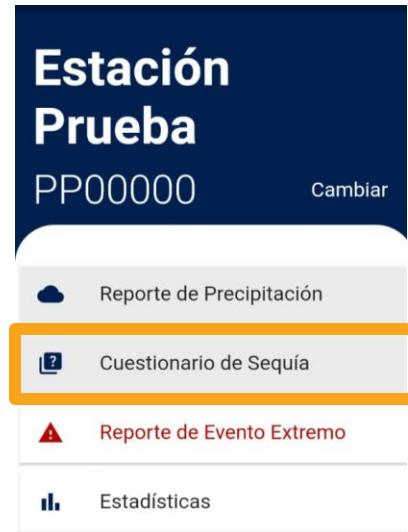 Estación
Prueba
PP00000 Cambiar
Reporte de Precipitación
? Cuestionario de Sequía
Reporte de Evento Extremo
Estadísticas